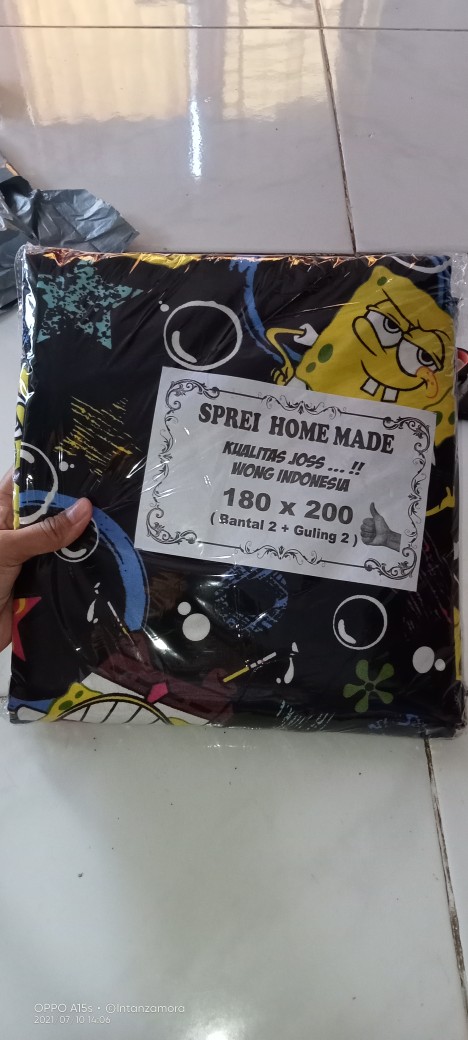 SPREI HOME MADE
KUALITAS JOSS ... !!
WONG INDONESIA
180 x 200
( Bantal 2 + Guling 2 )
OPPO A15s • @Intanzamora
2021.07.10 14:06